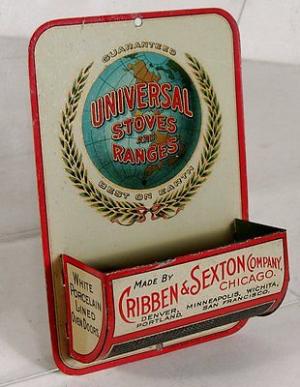 GUARANTEED
UNIVERSAL
STOVES
AND
RANGES
BEST ON EARTH
WHITE
PORCELAIN
LINED
OVEN DOORS
MADE BY
CRIBBEN & SEXTON COMPANY,
CHICAGO.
DENVER, MINNEAPOLIS, WICHITA,
PORTLAND, SAN FRANCISCO.